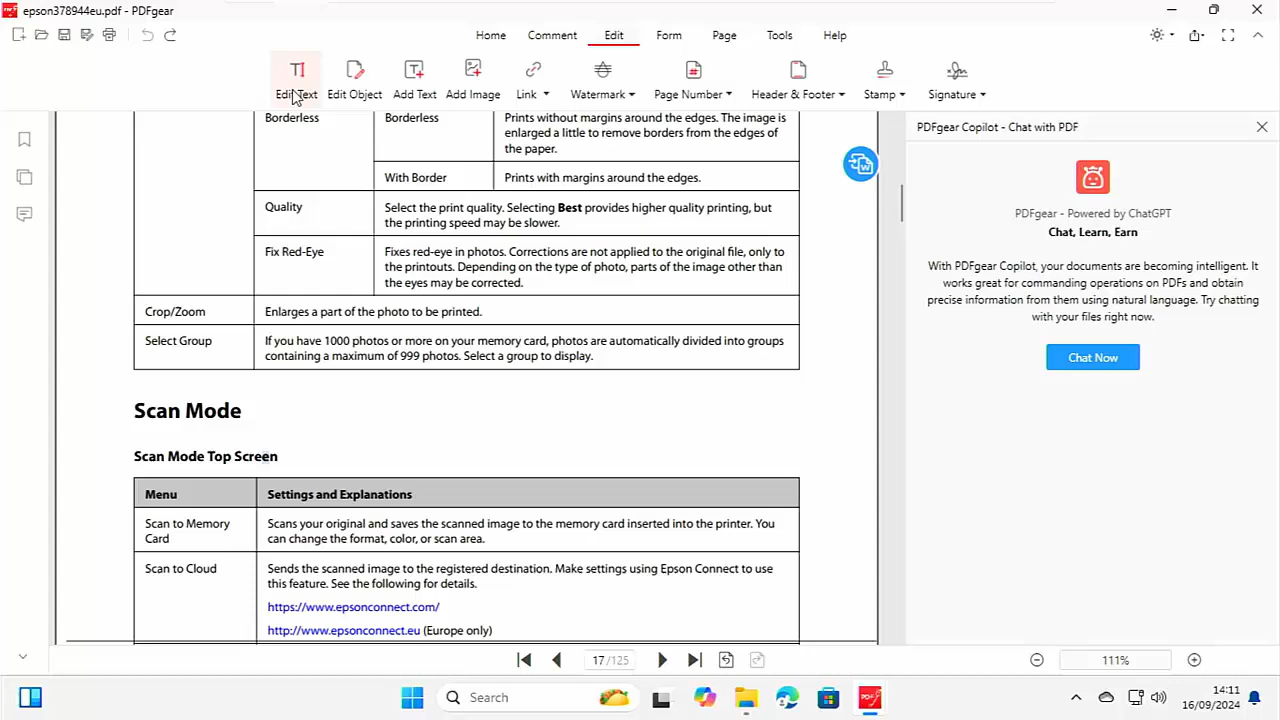 epson378944eu.pdf - PDFgear
Home Comment Edit Form Page Tools Help
Edit Text Edit Object Add Text Add Image Link Watermark Page Number Header & Footer Stamp Signature
Borderless Borderless Prints without margins around the edges. The image is
enlarged a little to remove borders from the edges of
the paper.
With Border Prints with margins around the edges.
Quality Select the print quality. Selecting Best provides higher quality printing, but
the printing speed may be slower.
Fix Red-Eye Fixes red-eye in photos. Corrections are not applied to the original file, only to
the printouts. Depending on the type of photo, parts of the image other than
the eyes may be corrected.
Crop/Zoom Enlarges a part of the photo to be printed.
Select Group If you have 1000 photos or more on your memory card, photos are automatically divided into groups
containing a maximum of 999 photos. Select a group to display.
Scan Mode
Scan Mode Top Screen
Menu Settings and Explanations
Scan to Memory Scans your original and saves the scanned image to the memory card inserted into the printer. You
Card can change the format, color, or scan area.
Scan to Cloud Sends the scanned image to the registered destination. Make settings using Epson Connect to use
this feature. See the following for details.
https://www.epsonconnect.com/
http://www.epsonconnect.eu (Europe only)
PDFgear Copilot - Chat with PDF
PDFgear - Powered by ChatGPT
Chat, Learn, Earn
With PDFgear Copilot, your documents are becoming intelligent. It
works great for commanding operations on PDFs and obtain
precise information from them using natural language. Try chatting
with your files right now.
Chat Now
17 /125
111%
Search
14:11
16/09/2024